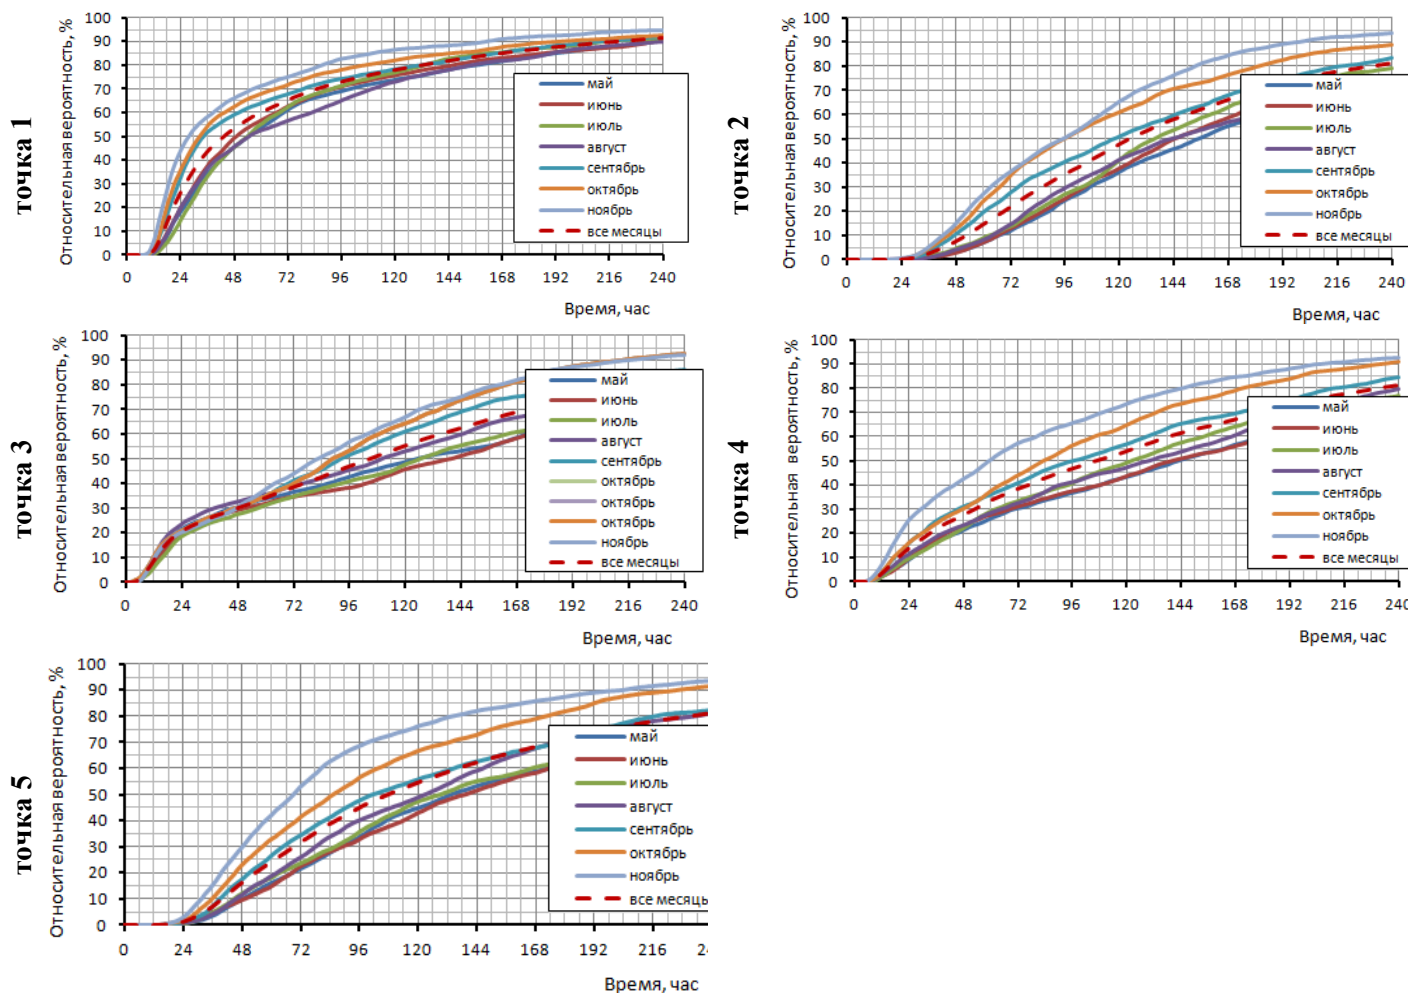 точка 1
Относительная вероятность, %
100
90
80
70
60
50
40
30
20
10
0
май
июнь
июль
август
сентябрь
октябрь
ноябрь
все месяцы
0 24 48 72 96 120 144 168 192 216 240
Время, час
точка 2
Относительная вероятность, %
100
90
80
70
60
50
40
30
20
10
0
май
июнь
июль
август
сентябрь
октябрь
ноябрь
все месяцы
0 24 48 72 96 120 144 168 192 216 240
Время, час
точка 3
Относительная вероятность, %
100
90
80
70
60
50
40
30
20
10
0
май
июнь
июль
август
сентябрь
октябрь
октябрь
октябрь
ноябрь
все месяцы
0 24 48 72 96 120 144 168 192 216 240
Время, час
точка 4
Относительная вероятность, %
100
90
80
70
60
50
40
30
20
10
0
май
июнь
июль
август
сентябрь
октябрь
ноябрь
все месяцы
0 24 48 72 96 120 144 168 192 216 240
Время, час
точка 5
Относительная вероятность, %
100
90
80
70
60
50
40
30
20
10
0
май
июнь
июль
август
сентябрь
октябрь
ноябрь
все месяцы
0 24 48 72 96 120 144 168 192 216
Время, час